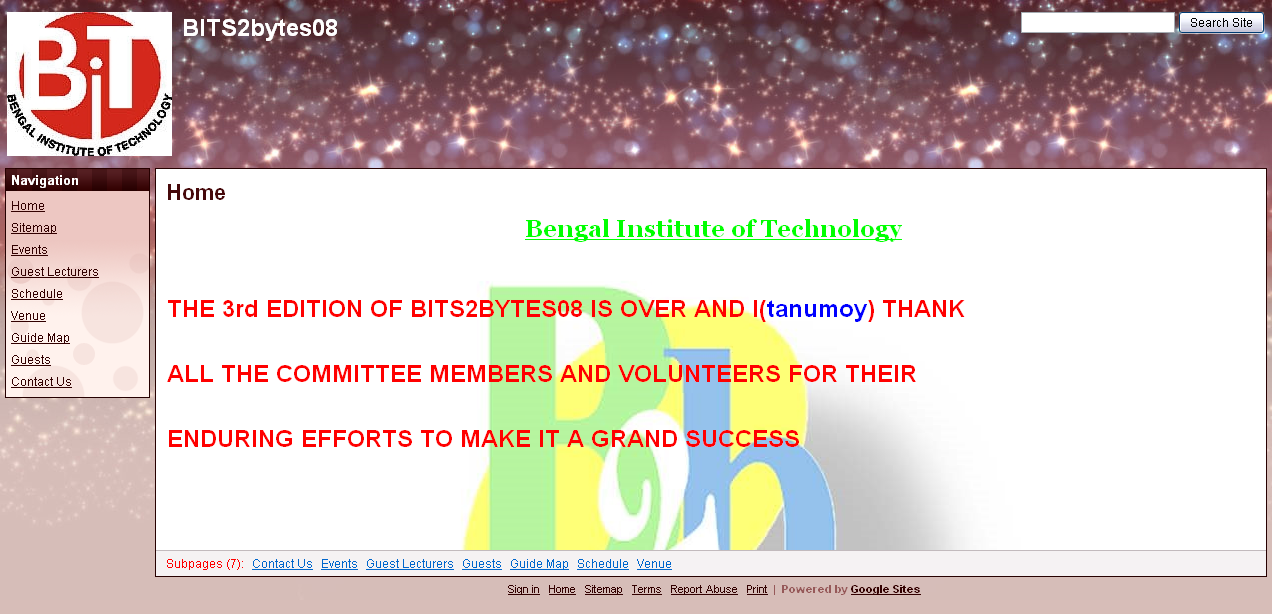 BiT
BENGAL INSTITUTE OF TECHNOLOGY
BITS2bytes08
Search Site
Navigation
Home
Sitemap
Events
Guest Lecturers
Schedule
Venue
Guide Map
Guests
Contact Us
Home
Bengal Institute of Technology
THE 3rd EDITION OF BITS2BYTES08 IS OVER AND I(tanumoy) THANK
ALL THE COMMITTEE MEMBERS AND VOLUNTEERS FOR THEIR
ENDURING EFFORTS TO MAKE IT A GRAND SUCCESS
B2b
Subpages (7): Contact Us Events Guest Lecturers Guests Guide Map Schedule Venue
Sign in Home Sitemap Terms Report Abuse Print | Powered by Google Sites